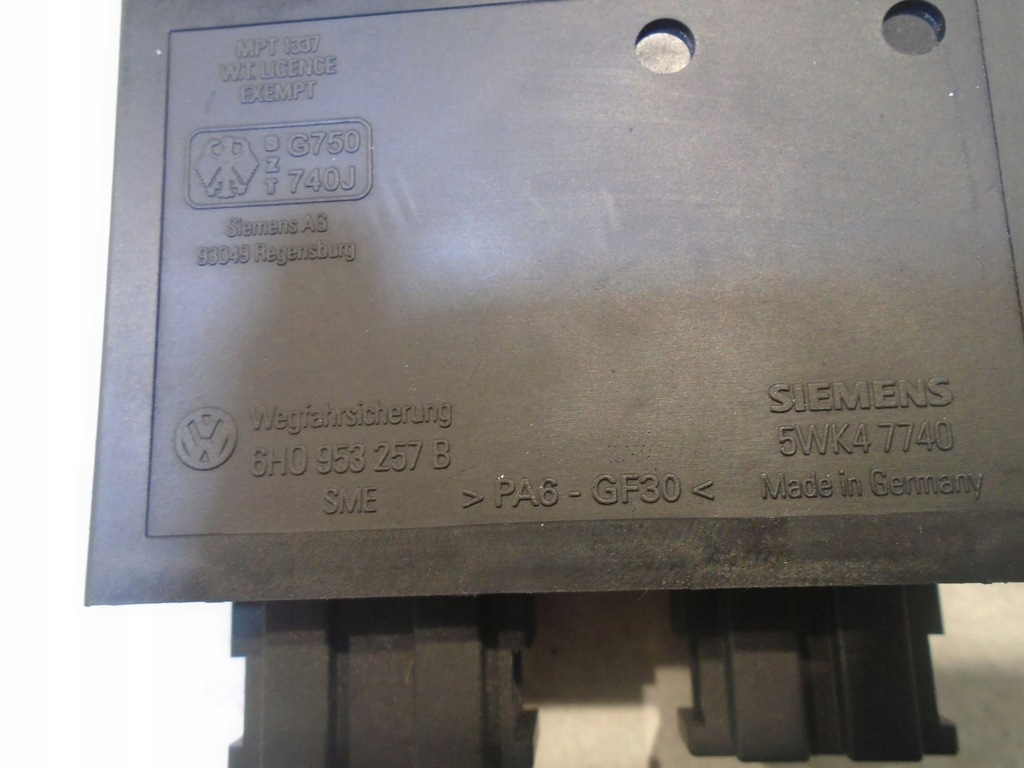 MPT 1337
W.T. LICENCE
EXEMPT
BZT
G750
740J
Siemens AG
93049 Regensburg
Wegfahrsicherung
6H0 953 257 B
SME
> PA6 - GF30 <
SIEMENS
5WK4 7740
Made in Germany